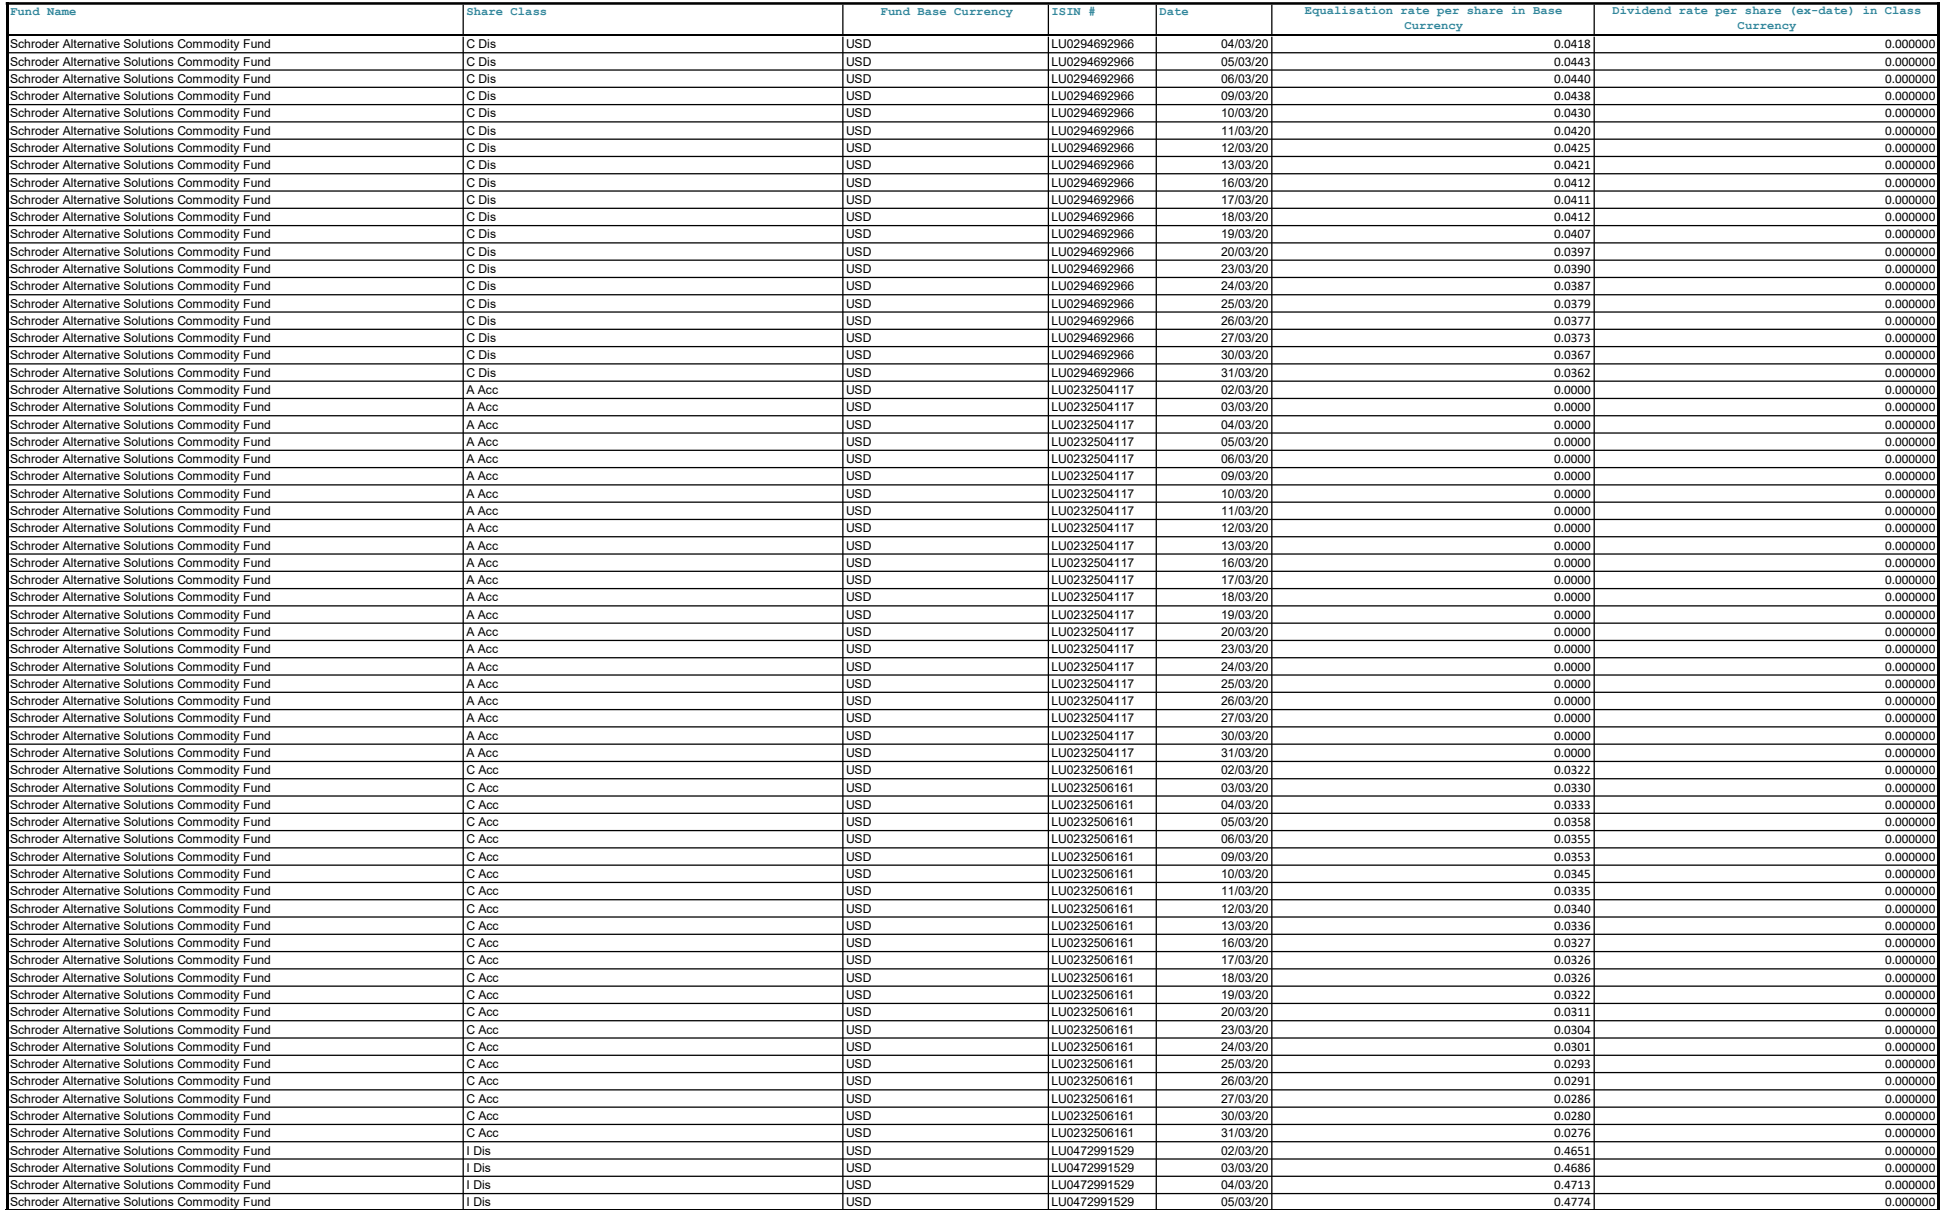 Fund Name Share Class Fund Base Currency ISIN # Date Equalisation rate per share in Base Currency Dividend rate per share (ex-date) in Class Currency
Schroder Alternative Solutions Commodity Fund C Dis USD LU0294692966 04/03/20 0.0418 0.000000
Schroder Alternative Solutions Commodity Fund C Dis USD LU0294692966 05/03/20 0.0443 0.000000
Schroder Alternative Solutions Commodity Fund C Dis USD LU0294692966 06/03/20 0.0440 0.000000
Schroder Alternative Solutions Commodity Fund C Dis USD LU0294692966 09/03/20 0.0438 0.000000
Schroder Alternative Solutions Commodity Fund C Dis USD LU0294692966 10/03/20 0.0430 0.000000
Schroder Alternative Solutions Commodity Fund C Dis USD LU0294692966 11/03/20 0.0420 0.000000
Schroder Alternative Solutions Commodity Fund C Dis USD LU0294692966 12/03/20 0.0425 0.000000
Schroder Alternative Solutions Commodity Fund C Dis USD LU0294692966 13/03/20 0.0421 0.000000
Schroder Alternative Solutions Commodity Fund C Dis USD LU0294692966 16/03/20 0.0412 0.000000
Schroder Alternative Solutions Commodity Fund C Dis USD LU0294692966 17/03/20 0.0411 0.000000
Schroder Alternative Solutions Commodity Fund C Dis USD LU0294692966 18/03/20 0.0412 0.000000
Schroder Alternative Solutions Commodity Fund C Dis USD LU0294692966 19/03/20 0.0407 0.000000
Schroder Alternative Solutions Commodity Fund C Dis USD LU0294692966 20/03/20 0.0397 0.000000
Schroder Alternative Solutions Commodity Fund C Dis USD LU0294692966 23/03/20 0.0390 0.000000
Schroder Alternative Solutions Commodity Fund C Dis USD LU0294692966 24/03/20 0.0387 0.000000
Schroder Alternative Solutions Commodity Fund C Dis USD LU0294692966 25/03/20 0.0379 0.000000
Schroder Alternative Solutions Commodity Fund C Dis USD LU0294692966 26/03/20 0.0377 0.000000
Schroder Alternative Solutions Commodity Fund C Dis USD LU0294692966 27/03/20 0.0373 0.000000
Schroder Alternative Solutions Commodity Fund C Dis USD LU0294692966 30/03/20 0.0367 0.000000
Schroder Alternative Solutions Commodity Fund C Dis USD LU0294692966 31/03/20 0.0362 0.000000
Schroder Alternative Solutions Commodity Fund A Acc USD LU0232504117 02/03/20 0.0000 0.000000
Schroder Alternative Solutions Commodity Fund A Acc USD LU0232504117 03/03/20 0.0000 0.000000
Schroder Alternative Solutions Commodity Fund A Acc USD LU0232504117 04/03/20 0.0000 0.000000
Schroder Alternative Solutions Commodity Fund A Acc USD LU0232504117 05/03/20 0.0000 0.000000
Schroder Alternative Solutions Commodity Fund A Acc USD LU0232504117 06/03/20 0.0000 0.000000
Schroder Alternative Solutions Commodity Fund A Acc USD LU0232504117 09/03/20 0.0000 0.000000
Schroder Alternative Solutions Commodity Fund A Acc USD LU0232504117 10/03/20 0.0000 0.000000
Schroder Alternative Solutions Commodity Fund A Acc USD LU0232504117 11/03/20 0.0000 0.000000
Schroder Alternative Solutions Commodity Fund A Acc USD LU0232504117 12/03/20 0.0000 0.000000
Schroder Alternative Solutions Commodity Fund A Acc USD LU0232504117 13/03/20 0.0000 0.000000
Schroder Alternative Solutions Commodity Fund A Acc USD LU0232504117 16/03/20 0.0000 0.000000
Schroder Alternative Solutions Commodity Fund A Acc USD LU0232504117 17/03/20 0.0000 0.000000
Schroder Alternative Solutions Commodity Fund A Acc USD LU0232504117 18/03/20 0.0000 0.000000
Schroder Alternative Solutions Commodity Fund A Acc USD LU0232504117 19/03/20 0.0000 0.000000
Schroder Alternative Solutions Commodity Fund A Acc USD LU0232504117 20/03/20 0.0000 0.000000
Schroder Alternative Solutions Commodity Fund A Acc USD LU0232504117 23/03/20 0.0000 0.000000
Schroder Alternative Solutions Commodity Fund A Acc USD LU0232504117 24/03/20 0.0000 0.000000
Schroder Alternative Solutions Commodity Fund A Acc USD LU0232504117 25/03/20 0.0000 0.000000
Schroder Alternative Solutions Commodity Fund A Acc USD LU0232504117 26/03/20 0.0000 0.000000
Schroder Alternative Solutions Commodity Fund A Acc USD LU0232504117 27/03/20 0.0000 0.000000
Schroder Alternative Solutions Commodity Fund A Acc USD LU0232504117 30/03/20 0.0000 0.000000
Schroder Alternative Solutions Commodity Fund A Acc USD LU0232504117 31/03/20 0.0000 0.000000
Schroder Alternative Solutions Commodity Fund C Acc USD LU0232506161 02/03/20 0.0322 0.000000
Schroder Alternative Solutions Commodity Fund C Acc USD LU0232506161 03/03/20 0.0330 0.000000
Schroder Alternative Solutions Commodity Fund C Acc USD LU0232506161 04/03/20 0.0333 0.000000
Schroder Alternative Solutions Commodity Fund C Acc USD LU0232506161 05/03/20 0.0358 0.000000
Schroder Alternative Solutions Commodity Fund C Acc USD LU0232506161 06/03/20 0.0355 0.000000
Schroder Alternative Solutions Commodity Fund C Acc USD LU0232506161 09/03/20 0.0353 0.000000
Schroder Alternative Solutions Commodity Fund C Acc USD LU0232506161 10/03/20 0.0345 0.000000
Schroder Alternative Solutions Commodity Fund C Acc USD LU0232506161 11/03/20 0.0335 0.000000
Schroder Alternative Solutions Commodity Fund C Acc USD LU0232506161 12/03/20 0.0340 0.000000
Schroder Alternative Solutions Commodity Fund C Acc USD LU0232506161 13/03/20 0.0336 0.000000
Schroder Alternative Solutions Commodity Fund C Acc USD LU0232506161 16/03/20 0.0327 0.000000
Schroder Alternative Solutions Commodity Fund C Acc USD LU0232506161 17/03/20 0.0326 0.000000
Schroder Alternative Solutions Commodity Fund C Acc USD LU0232506161 18/03/20 0.0326 0.000000
Schroder Alternative Solutions Commodity Fund C Acc USD LU0232506161 19/03/20 0.0322 0.000000
Schroder Alternative Solutions Commodity Fund C Acc USD LU0232506161 20/03/20 0.0311 0.000000
Schroder Alternative Solutions Commodity Fund C Acc USD LU0232506161 23/03/20 0.0304 0.000000
Schroder Alternative Solutions Commodity Fund C Acc USD LU0232506161 24/03/20 0.0301 0.000000
Schroder Alternative Solutions Commodity Fund C Acc USD LU0232506161 25/03/20 0.0293 0.000000
Schroder Alternative Solutions Commodity Fund C Acc USD LU0232506161 26/03/20 0.0291 0.000000
Schroder Alternative Solutions Commodity Fund C Acc USD LU0232506161 27/03/20 0.0286 0.000000
Schroder Alternative Solutions Commodity Fund C Acc USD LU0232506161 30/03/20 0.0280 0.000000
Schroder Alternative Solutions Commodity Fund C Acc USD LU0232506161 31/03/20 0.0276 0.000000
Schroder Alternative Solutions Commodity Fund I Dis USD LU0472991529 02/03/20 0.4651 0.000000
Schroder Alternative Solutions Commodity Fund I Dis USD LU0472991529 03/03/20 0.4686 0.000000
Schroder Alternative Solutions Commodity Fund I Dis USD LU0472991529 04/03/20 0.4713 0.000000
Schroder Alternative Solutions Commodity Fund I Dis USD LU0472991529 05/03/20 0.4774 0.000000